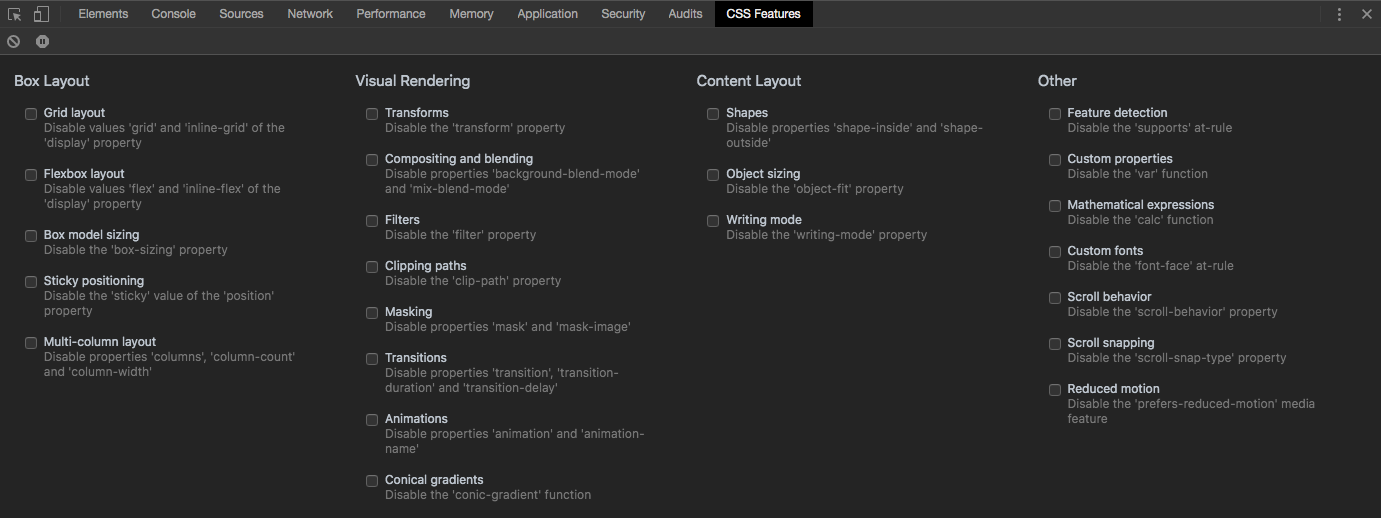 Elements Console Sources Network Performance Memory Application Security Audits CSS Features
Box Layout
Grid layout
Disable values 'grid' and 'inline-grid' of the
'display' property
Flexbox layout
Disable values 'flex' and 'inline-flex' of the
'display' property
Box model sizing
Disable the 'box-sizing' property
Sticky positioning
Disable the 'sticky' value of the 'position'
property
Multi-column layout
Disable properties 'columns', 'column-count'
and 'column-width'
Visual Rendering
Transforms
Disable the 'transform' property
Compositing and blending
Disable properties 'background-blend-mode'
and 'mix-blend-mode'
Filters
Disable the 'filter' property
Clipping paths
Disable the 'clip-path' property
Masking
Disable properties 'mask' and 'mask-image'
Transitions
Disable properties 'transition', 'transition-
duration' and 'transition-delay'
Animations
Disable properties 'animation' and 'animation-
name'
Conical gradients
Disable the 'conic-gradient' function
Content Layout
Shapes
Disable properties 'shape-inside' and 'shape-
outside'
Object sizing
Disable the 'object-fit' property
Writing mode
Disable the 'writing-mode' property
Other
Feature detection
Disable the 'supports' at-rule
Custom properties
Disable the 'var' function
Mathematical expressions
Disable the 'calc' function
Custom fonts
Disable the 'font-face' at-rule
Scroll behavior
Disable the 'scroll-behavior' property
Scroll snapping
Disable the 'scroll-snap-type' property
Reduced motion
Disable the 'prefers-reduced-motion' media
feature